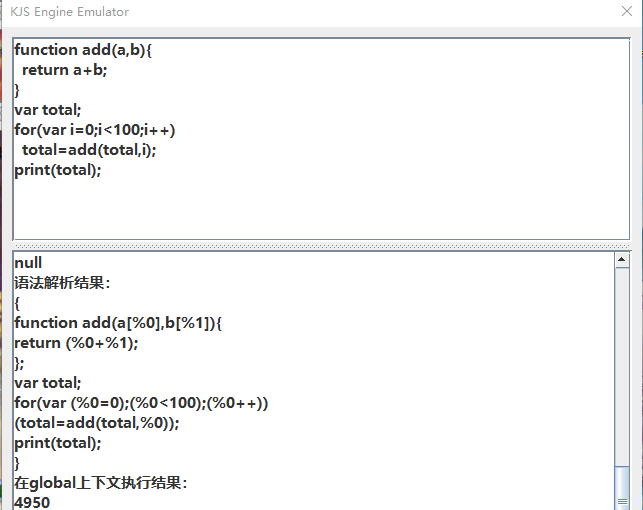 KJS Engine Emulator
function add(a,b){
  return a+b;
}
var total;
for(var i=0;i<100;i++)
  total=add(total,i);
print(total);
null
语法解析结果：
{
function add(a[%0],b[%1]){
return (%0+%1);
};
var total;
for(var (%0=0);(%0<100);(%0++))
(total=add(total,%0));
print(total);
}
在global上下文执行结果：
4950